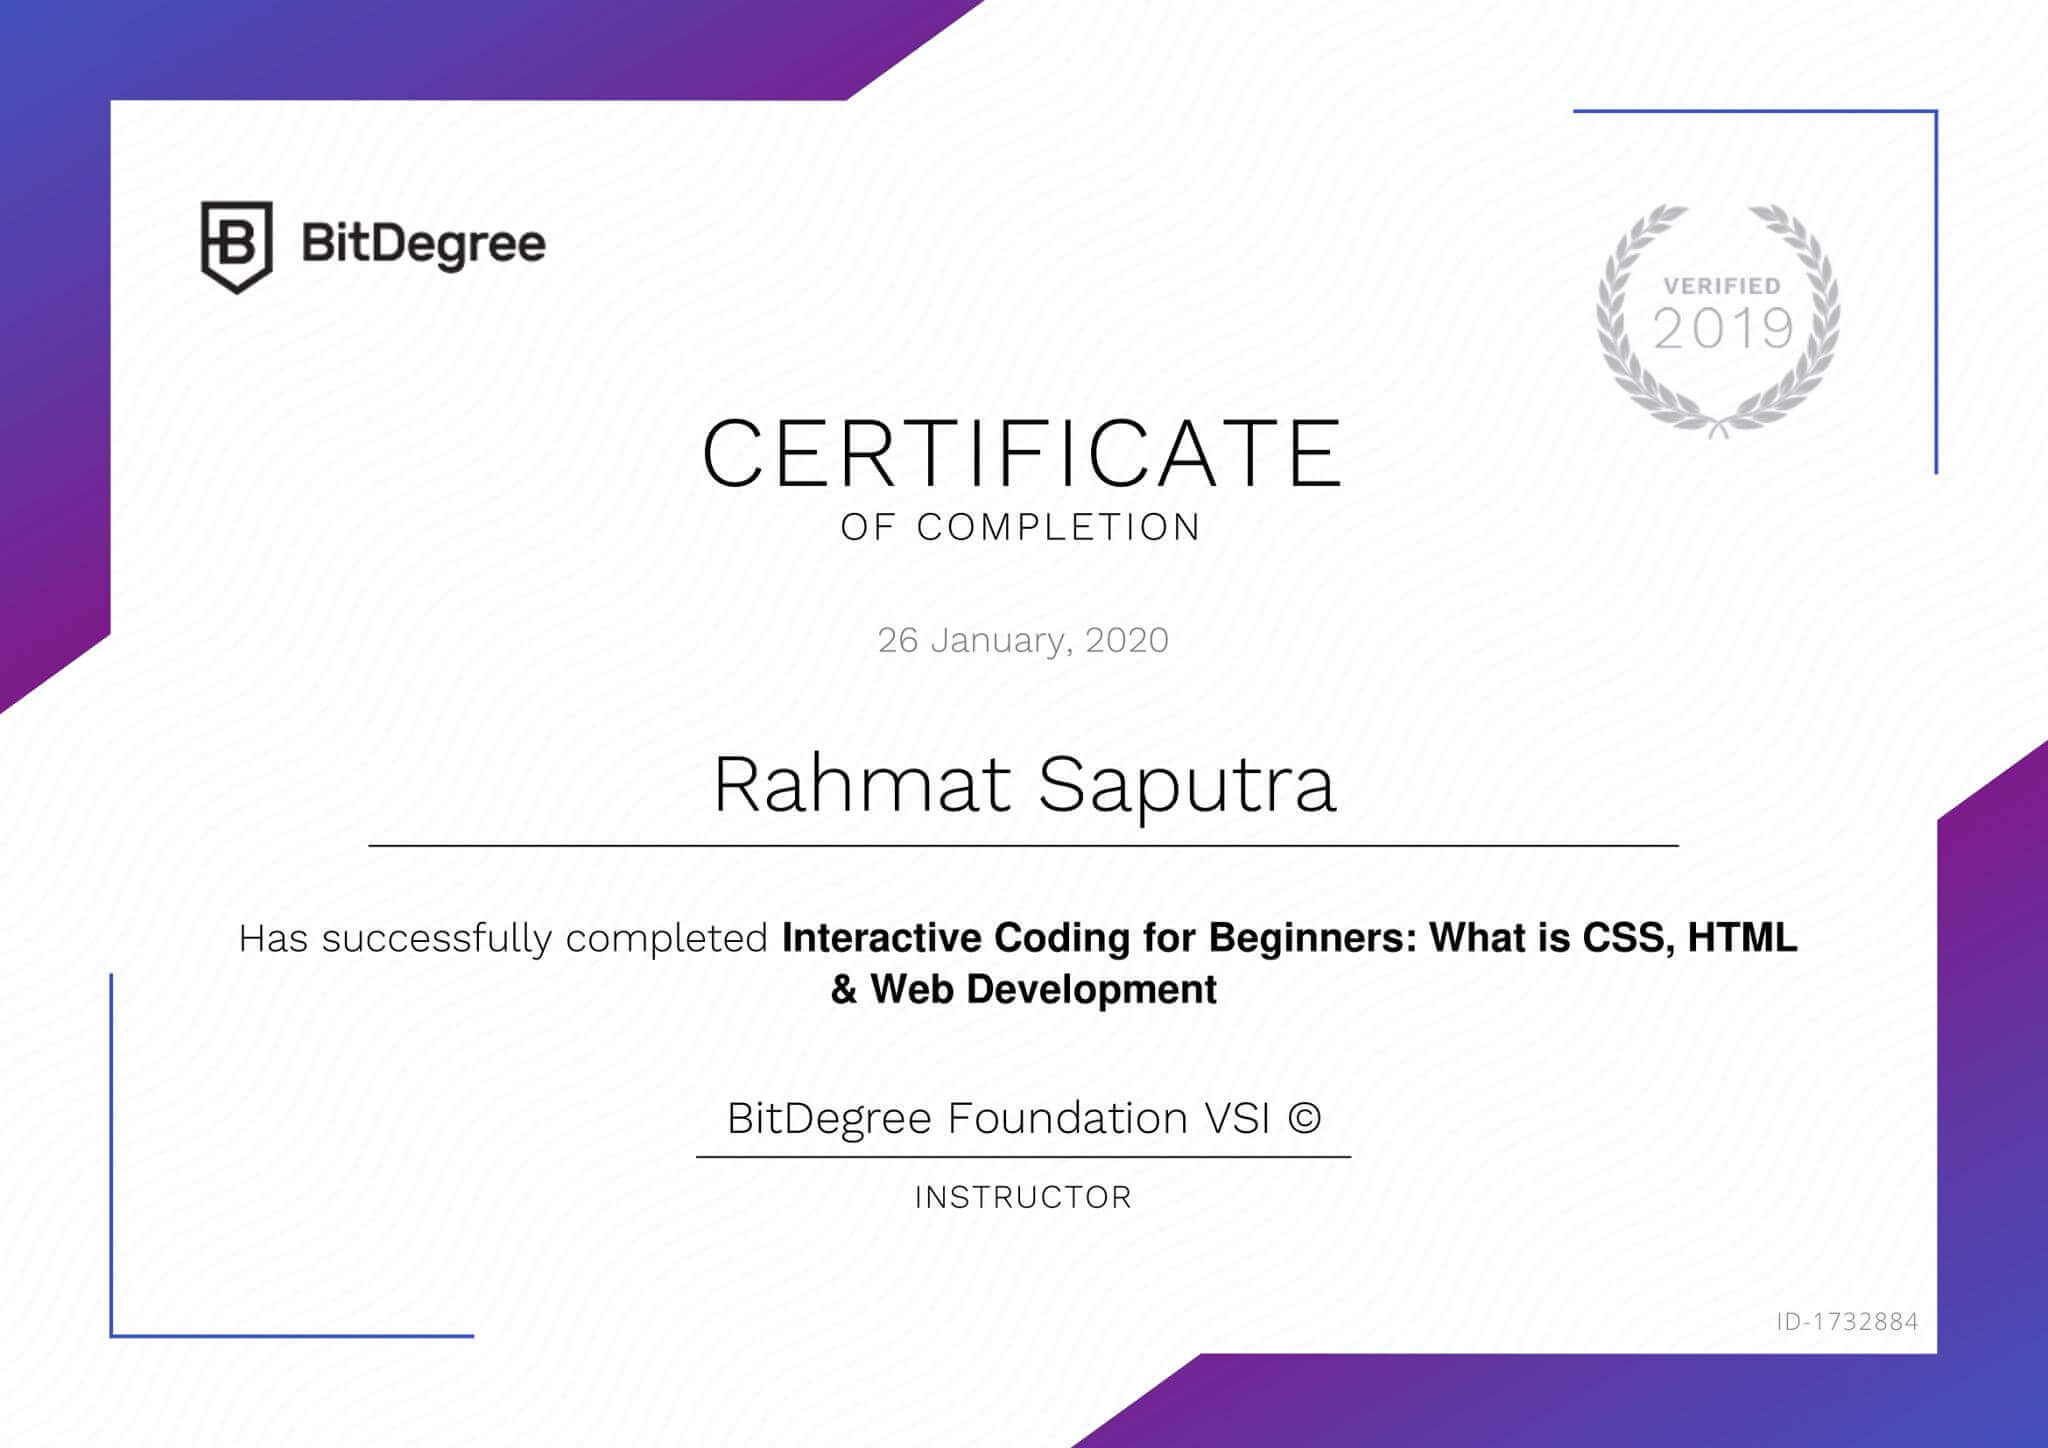 BitDegree
VERIFIED
2019
CERTIFICATE
OF COMPLETION
26 January, 2020
Rahmat Saputra
Has successfully completed Interactive Coding for Beginners: What is CSS, HTML
& Web Development
BitDegree Foundation VSI ©
INSTRUCTOR
ID-1732884